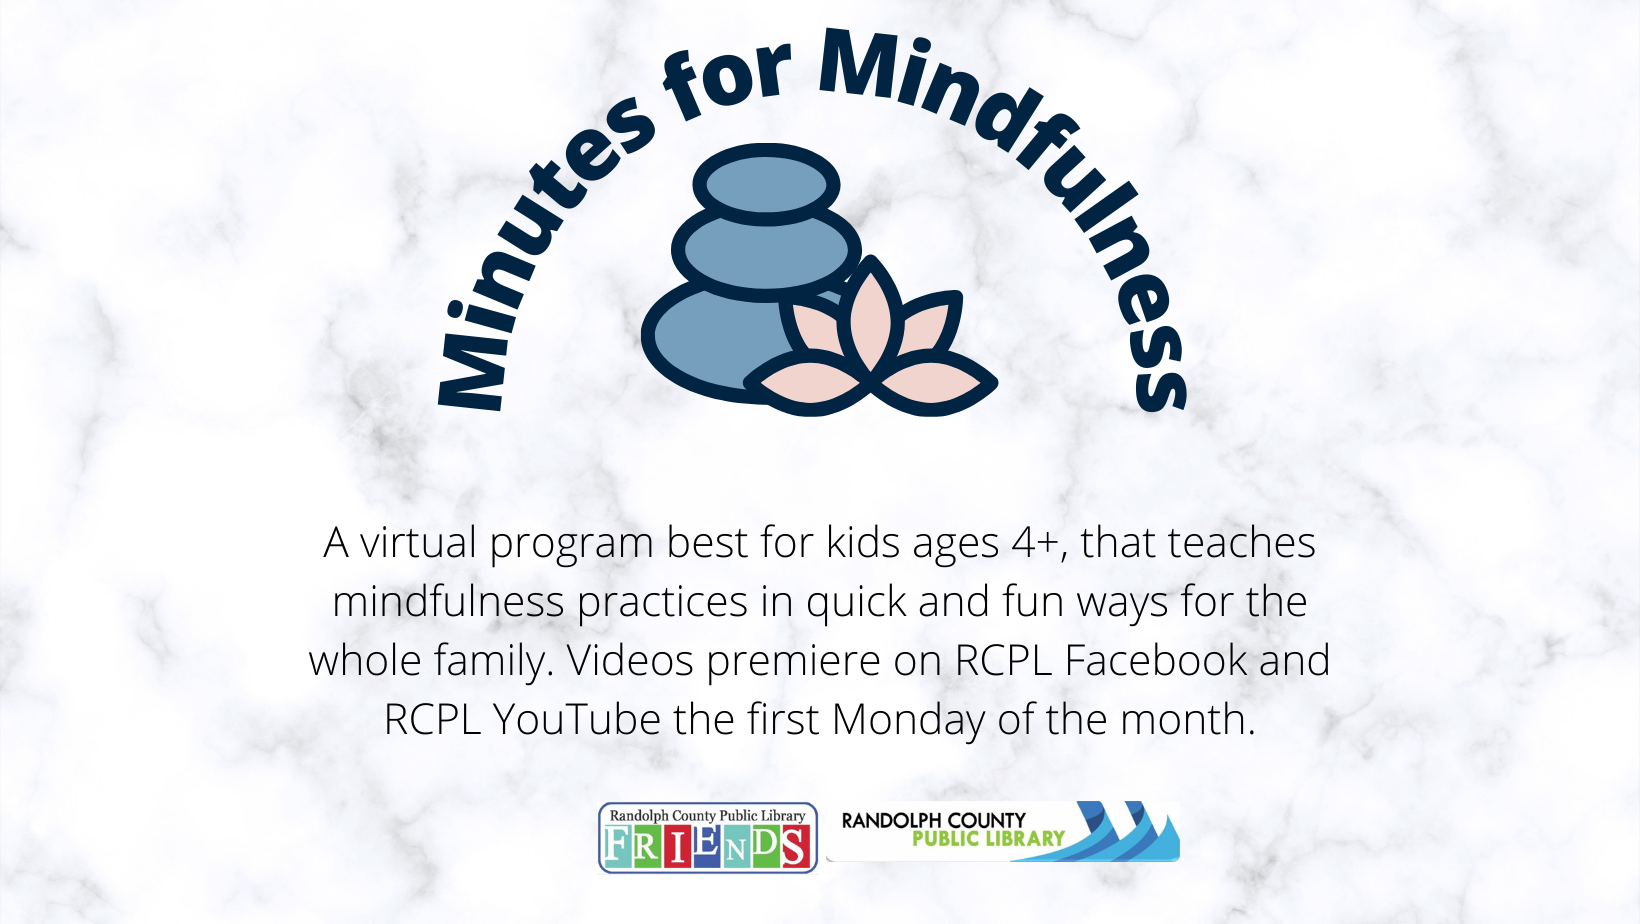 Minutes for Mindfulness
A virtual program best for kids ages 4+, that teaches
mindfulness practices in quick and fun ways for the
whole family. Videos premiere on RCPL Facebook and
RCPL YouTube the first Monday of the month.
Randolph County Public Library
FRIENDS
RANDOLPH COUNTY
PUBLIC LIBRARY